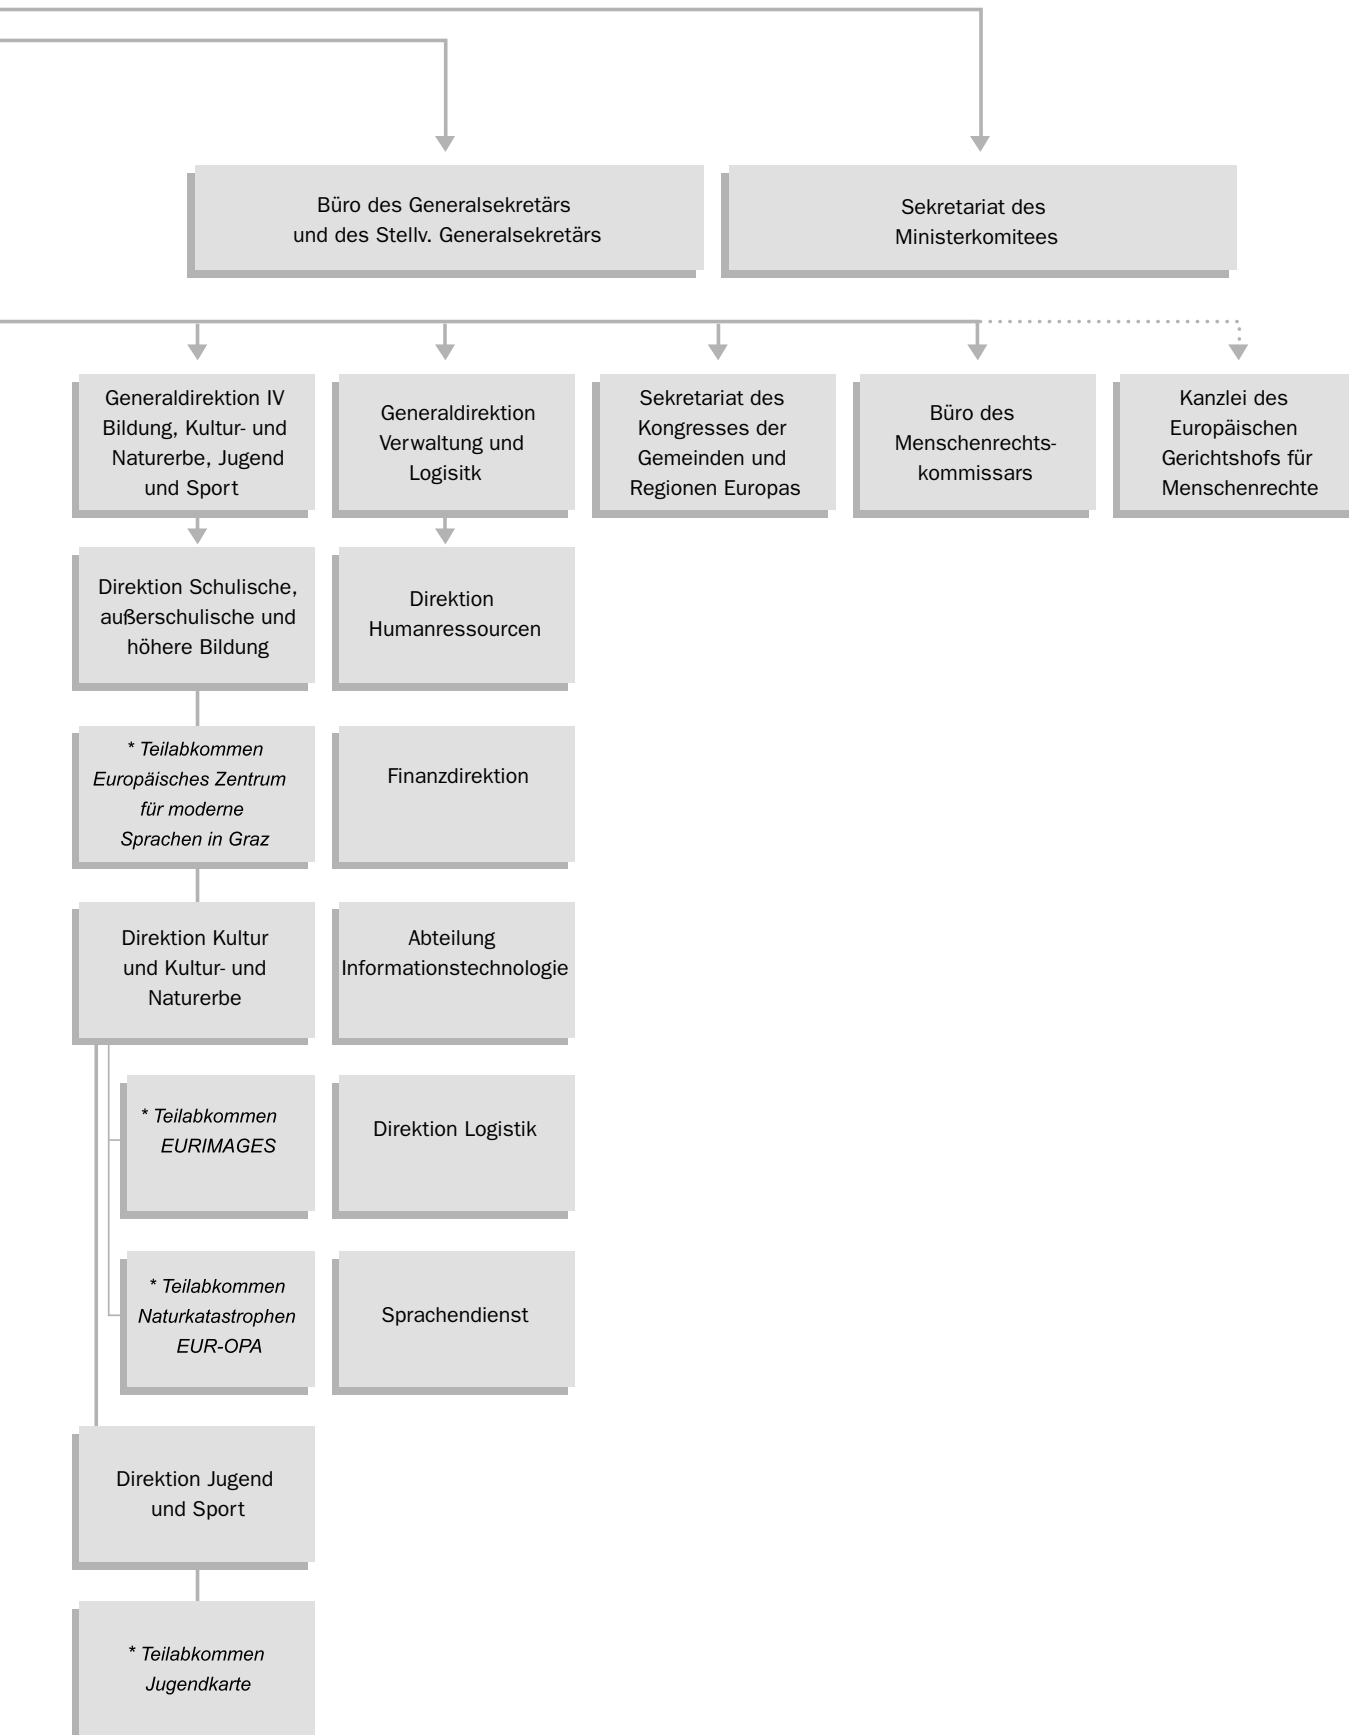 Büro des Generalsekretärs
und des Stellv. Generalsekretärs
Sekretariat des
Ministerkomitees
Generaldirektion IV
Bildung, Kultur- und
Naturerbe, Jugend
und Sport
Generaldirektion
Verwaltung und
Logisitk
Sekretariat des
Kongresses der
Gemeinden und
Regionen Europas
Büro des
Menschenrechts-
kommissars
Kanzlei des
Europäischen
Gerichtshofs für
Menschenrechte
Direktion Schulische,
außerschulische und
höhere Bildung
Direktion
Humanressourcen
* Teilabkommen
Europäisches Zentrum
für moderne
Sprachen in Graz
Finanzdirektion
Direktion Kultur
und Kultur- und
Naturerbe
Abteilung
Informationstechnologie
* Teilabkommen
EURIMAGES
Direktion Logistik
* Teilabkommen
Naturkatastrophen
EUR-OPA
Sprachendienst
Direktion Jugend
und Sport
* Teilabkommen
Jugendkarte